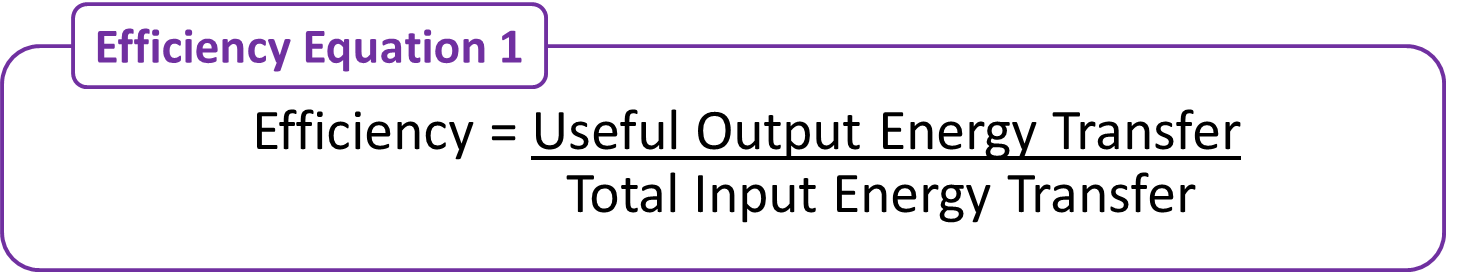 Efficiency Equation 1
Efficiency = Useful Output Energy Transfer
Total Input Energy Transfer